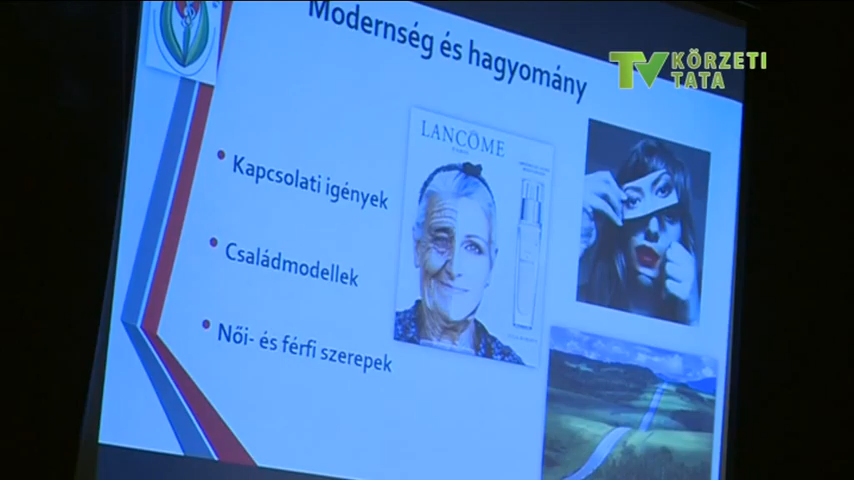 Modernség és hagyomány
TV KÖRZETI
TATA
LANCÔME
Kapcsolati igények
Családmodellek
Női- és férfi szerepek